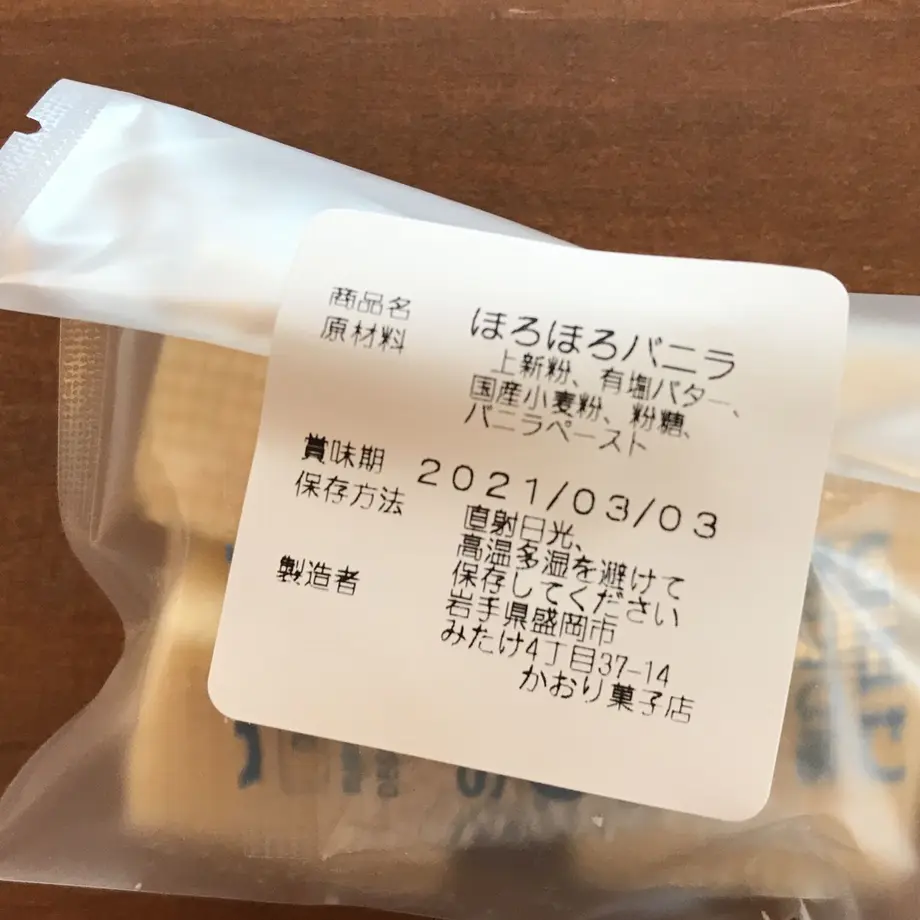 商品名 ほろほろバニラ
原材料 上新粉、有塩バター、
国産小麦粉、粉糖、
バニラペースト
賞味期 2021/03/03
保存方法 直射日光、
高温多湿を避けて
保存してください
製造者 岩手県盛岡市
みたけ4丁目37-14
かおり菓子店